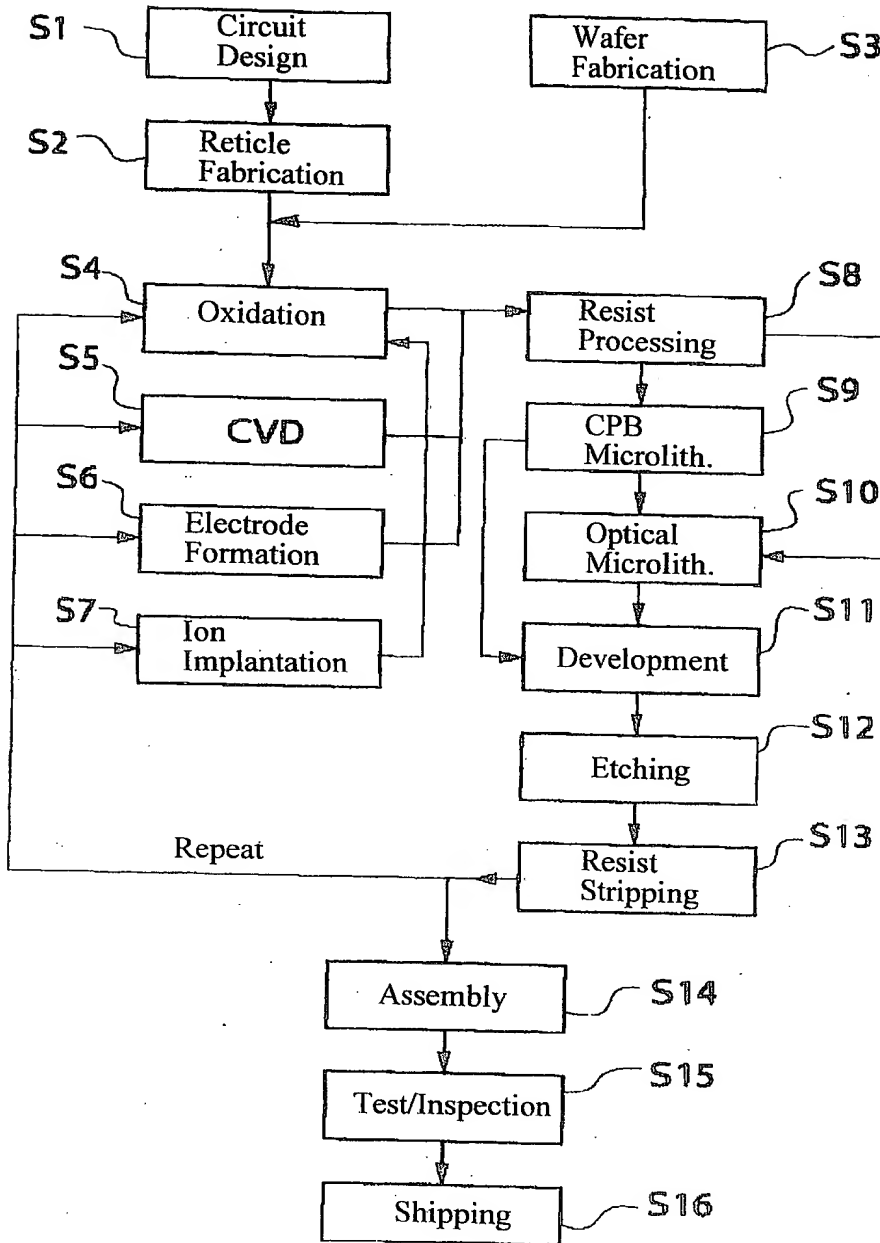 S1
Circuit
Design
Wafer
Fabrication
S3
S2
Reticle
Fabrication
S4
Oxidation
S8
Resist
Processing
S5
CVD
S9
CPB
Microlith.
S6
Electrode
Formation
S10
Optical
Microlith.
S7
Ion
Implantation
S11
Development
S12
Etching
Repeat
S13
Resist
Stripping
Assembly
S14
Test/Inspection
S15
Shipping
S16